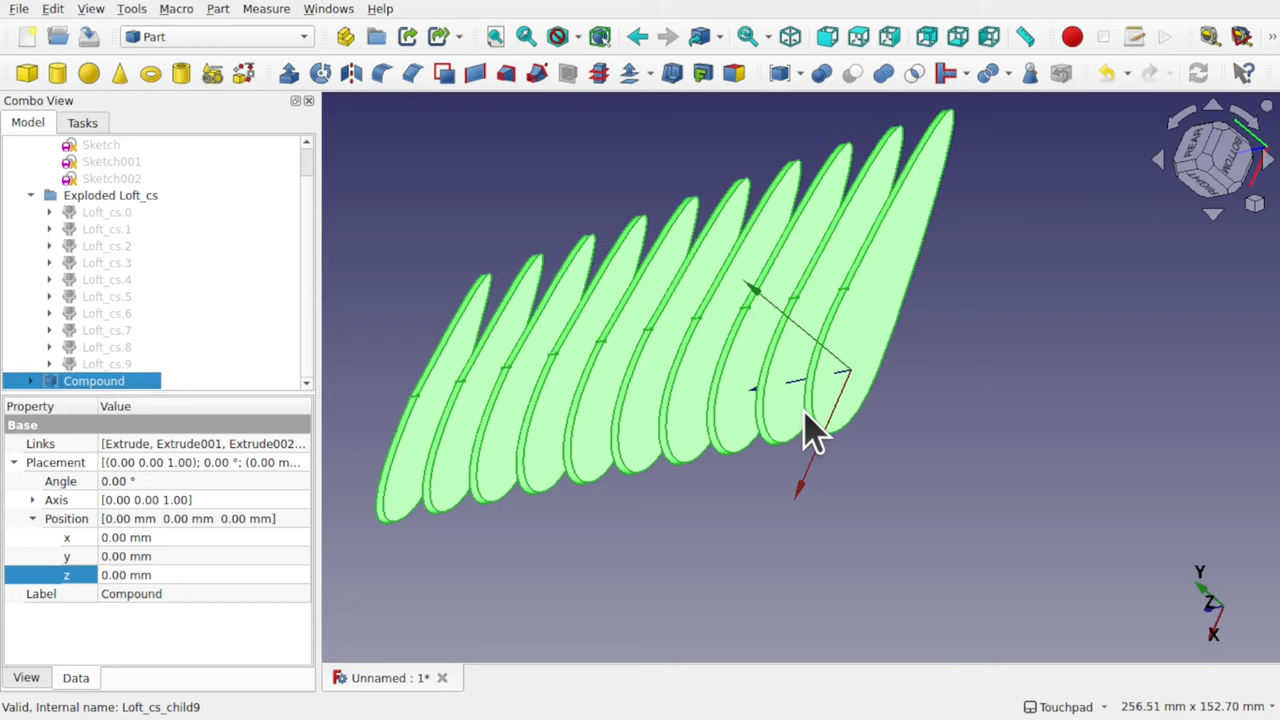 File Edit View Tools Macro Part Measure Windows Help
Part
Combo View
Model Tasks
Sketch
Sketch001
Sketch002
Exploded Loft_cs
Loft_cs.0
Loft_cs.1
Loft_cs.2
Loft_cs.3
Loft_cs.4
Loft_cs.5
Loft_cs.6
Loft_cs.7
Loft_cs.8
Loft_cs.9
Compound
Property Value
Base
Links [Extrude, Extrude001, Extrude002...
Placement [(0.00 0.00 1.00); 0.00 °; (0.00 m...
Angle 0.00 °
Axis [0.00 0.00 1.00]
Position [0.00 mm 0.00 mm 0.00 mm]
x 0.00 mm
y 0.00 mm
z 0.00 mm
Label Compound
View Data
REAR
BOTTOM
RIGHT
Y
Z
X
Unnamed : 1*
Valid, Internal name: Loft_cs_child9
Touchpad 256.51 mm x 152.70 mm